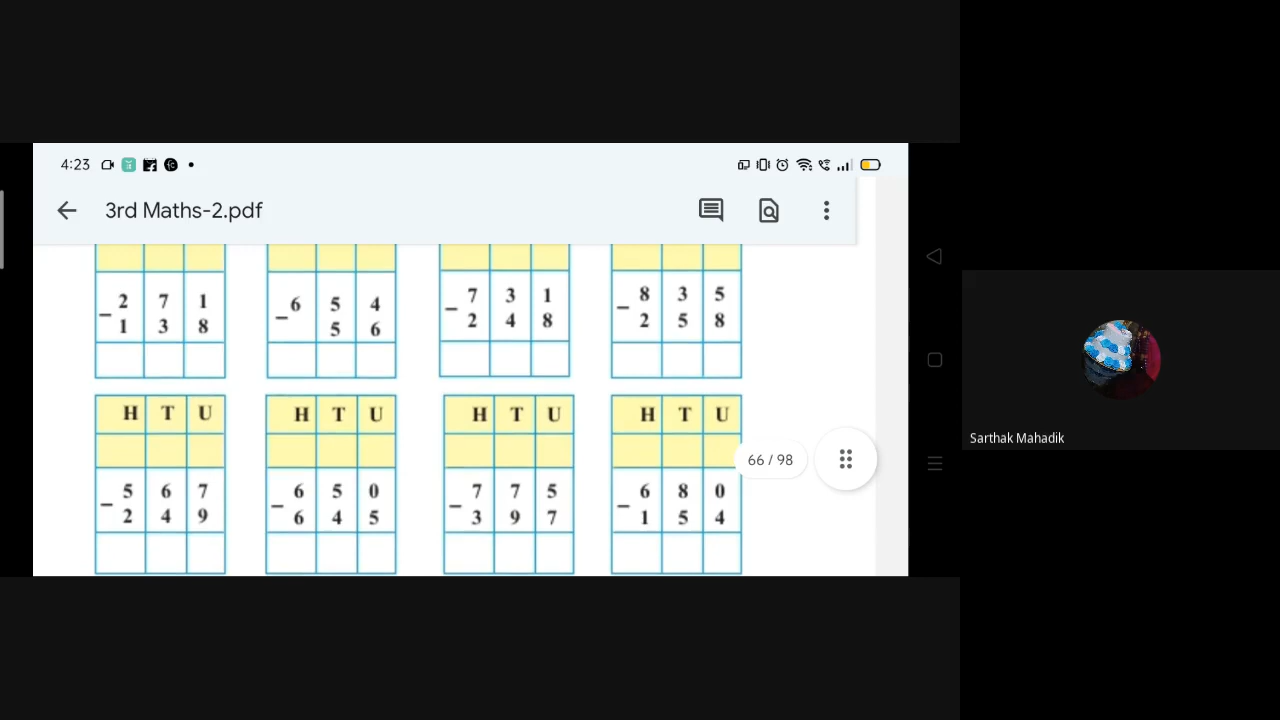 4:23
3rd Maths-2.pdf
2 7 1
- 1 3 8
6 5 4
- 5 6
7 3 1
- 2 4 8
8 3 5
- 2 5 8
H T U
5 6 7
- 2 4 9
H T U
6 5 0
- 6 4 5
H T U
7 7 5
- 3 9 7
H T U
6 8 0
- 1 5 4
66 / 98
Sarthak Mahadik